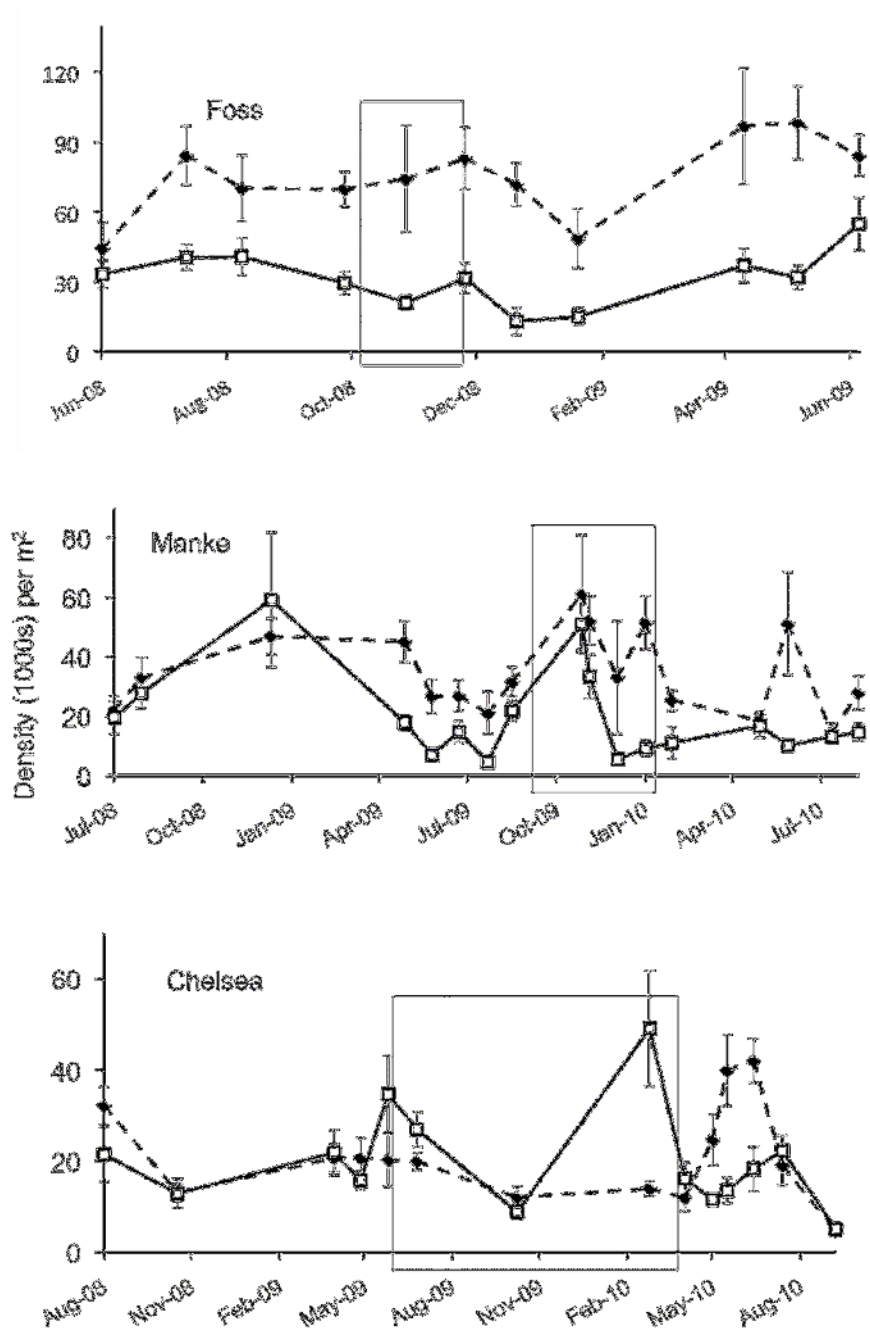 120
Foss
90
60
30
0
Jun-08 Aug-08 Oct-08 Dec-08 Feb-09 Apr-09 Jun-09
Density (1000s) per m²
80
Manke
60
40
20
0
Jul-08 Oct-08 Jan-09 Apr-09 Jul-09 Oct-09 Jan-10 Apr-10 Jul-10
60
Chelsea
40
20
0
Aug-08 Nov-08 Feb-09 May-09 Aug-09 Nov-09 Feb-10 May-10 Aug-10